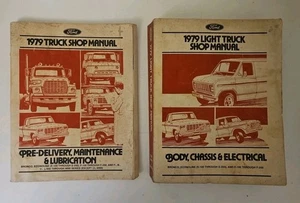 Ford
1979 TRUCK SHOP MANUAL
PRE-DELIVERY, MAINTENANCE
& LUBRICATION
Ford
1979 LIGHT TRUCK
SHOP MANUAL
BODY, CHASSIS & ELECTRICAL